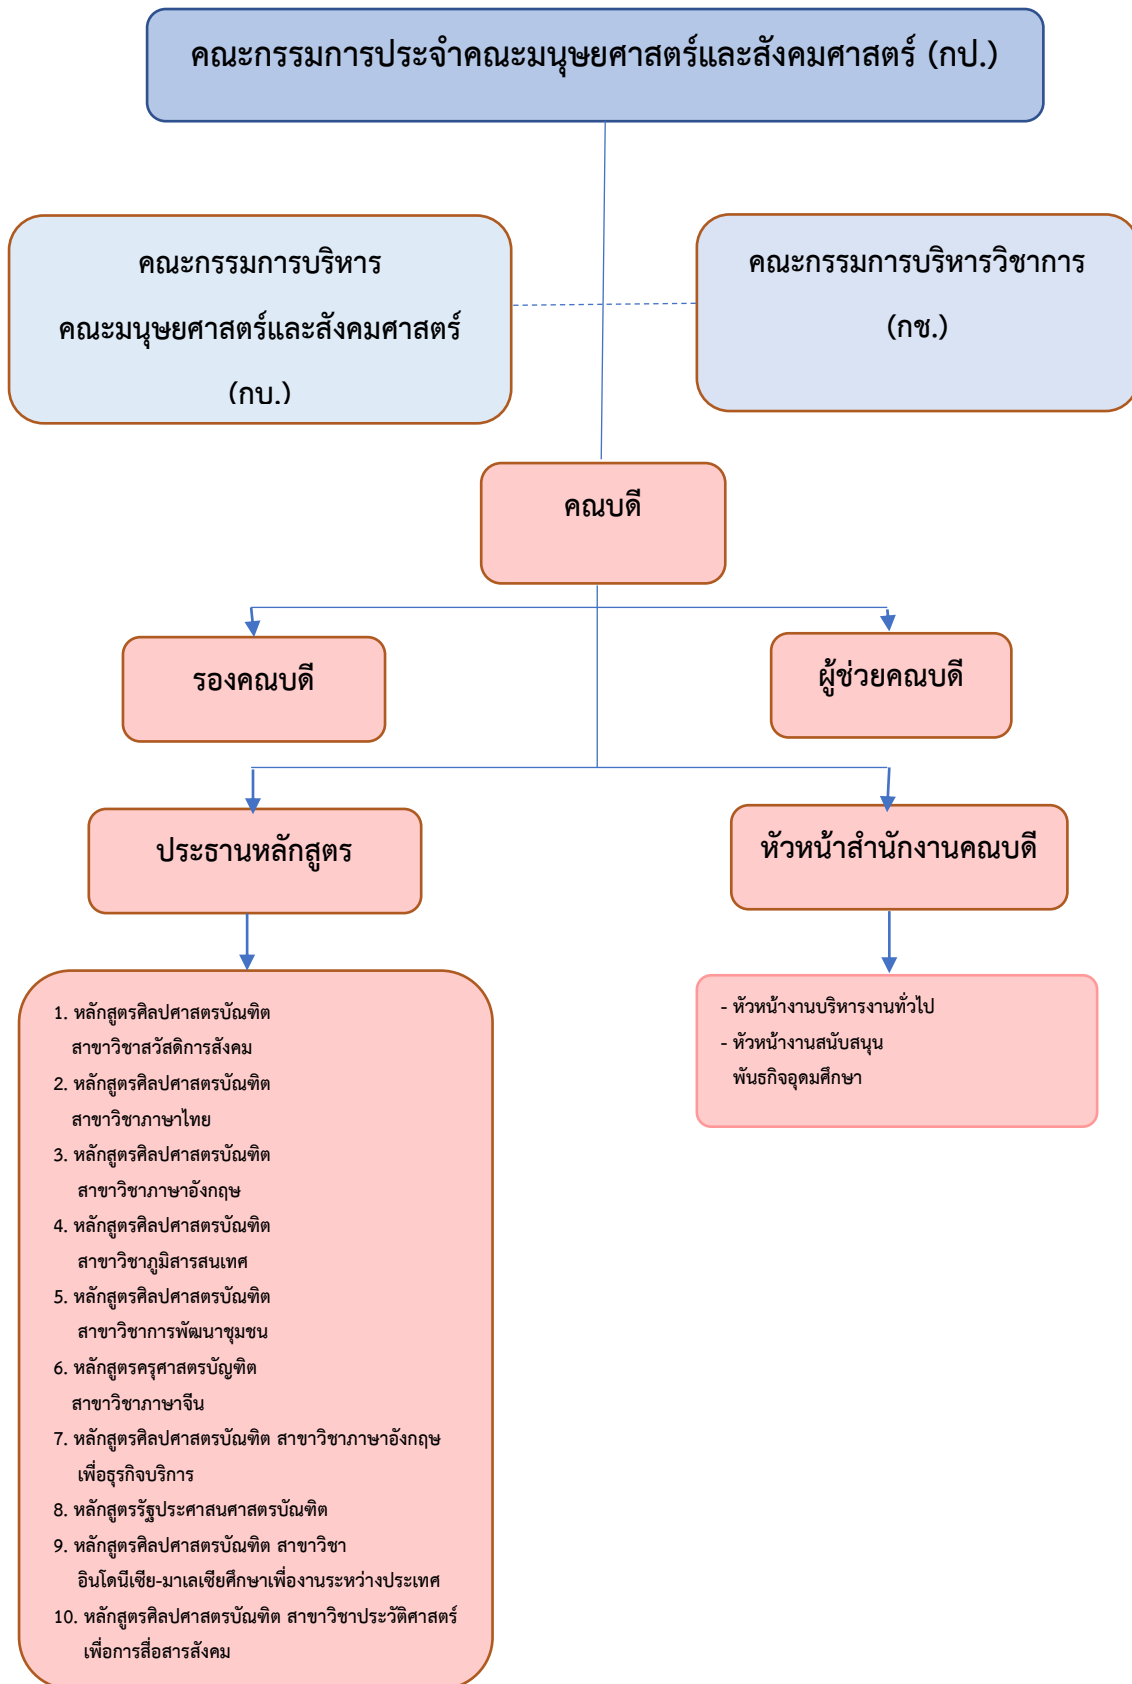 คณะกรรมการประจำคณะมนุษยศาสตร์และสังคมศาสตร์ (กป.)
คณะกรรมการบริหาร
คณะมนุษยศาสตร์และสังคมศาสตร์
(กบ.)
คณะกรรมการบริหารวิชาการ
(กช.)
คณบดี
รองคณบดี
ผู้ช่วยคณบดี
ประธานหลักสูตร
หัวหน้าสำนักงานคณบดี
1. หลักสูตรศิลปศาสตรบัณฑิต
สาขาวิชาสวัสดิการสังคม
2. หลักสูตรศิลปศาสตรบัณฑิต
สาขาวิชาภาษาไทย
3. หลักสูตรศิลปศาสตรบัณฑิต
สาขาวิชาภาษาอังกฤษ
4. หลักสูตรศิลปศาสตรบัณฑิต
สาขาวิชาภูมิสารสนเทศ
5. หลักสูตรศิลปศาสตรบัณฑิต
สาขาวิชาการพัฒนาชุมชน
6. หลักสูตรครุศาสตรบัญฑิต
สาขาวิชาภาษาจีน
7. หลักสูตรศิลปศาสตรบัณฑิต สาขาวิชาภาษาอังกฤษ
เพื่อธุรกิจบริการ
8. หลักสูตรรัฐประศาสนศาสตรบัณฑิต
9. หลักสูตรศิลปศาสตรบัณฑิต สาขาวิชา
อินโดนีเซีย-มาเลเซียศึกษาเพื่องานระหว่างประเทศ
10. หลักสูตรศิลปศาสตรบัณฑิต สาขาวิชาประวัติศาสตร์
เพื่อการสื่อสารสังคม
- หัวหน้างานบริหารงานทั่วไป
- หัวหน้างานสนับสนุน
พันธกิจอุดมศึกษา